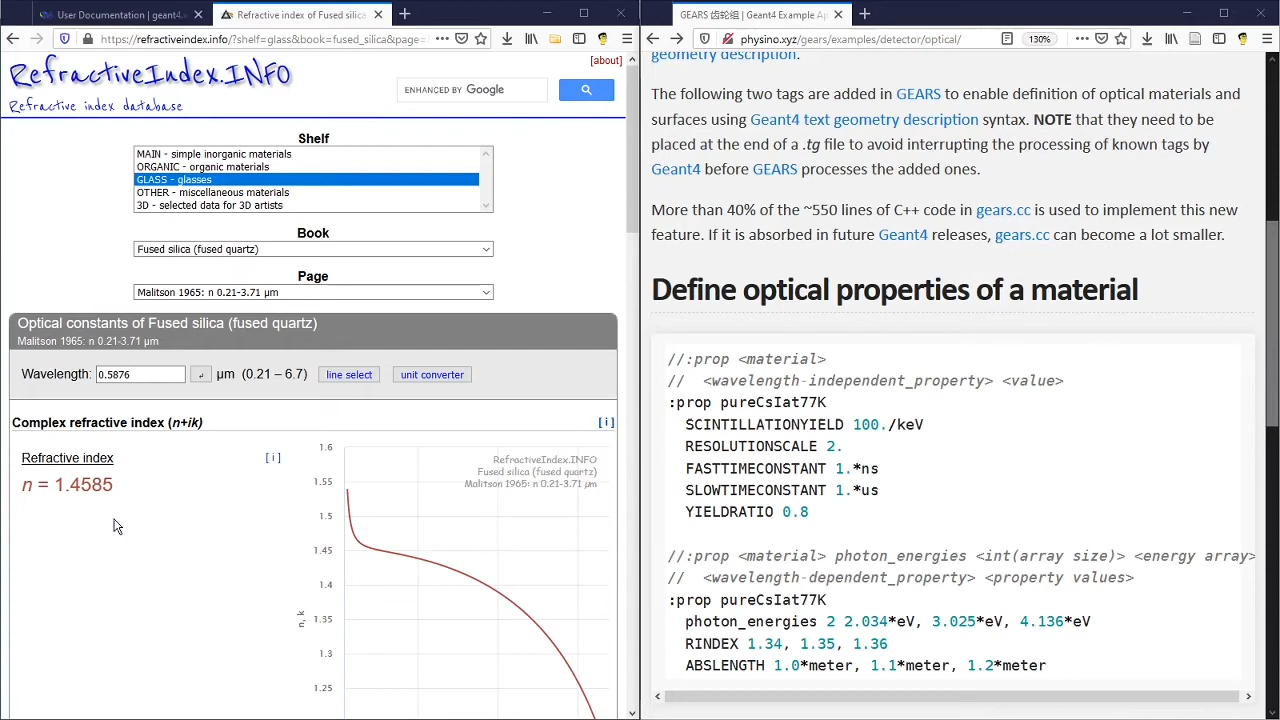 User Documentation | geant4.
Refractive index of Fused silica
https://refractiveindex.info/?shelf=glass&book=fused_silica&page=
RefractiveIndex.INFO
Refractive index database
[about]
ENHANCED BY Google
Shelf
MAIN - simple inorganic materials
ORGANIC - organic materials
GLASS - glasses
OTHER - miscellaneous materials
3D - selected data for 3D artists
Book
Fused silica (fused quartz)
Page
Malitson 1965: n 0.21-3.71 µm
Optical constants of Fused silica (fused quartz)
Malitson 1965: n 0.21-3.71 µm
Wavelength: 0.5876 µm (0.21 – 6.7) line select unit converter
Complex refractive index (n+ik) [ i ]
Refractive index [ i ]
n = 1.4585
1.6
1.55
1.5
1.45
1.4
1.35
1.3
1.25
n, k
RefractiveIndex.INFO
Fused silica (fused quartz)
Malitson 1965: n 0.21-3.71 µm
GEARS 齿轮组 | Geant4 Example Ap
physino.xyz/gears/examples/detector/optical/
130%
geometry description.
The following two tags are added in GEARS to enable definition of optical materials and
surfaces using Geant4 text geometry description syntax. NOTE that they need to be
placed at the end of a .tg file to avoid interrupting the processing of known tags by
Geant4 before GEARS processes the added ones.
More than 40% of the ~550 lines of C++ code in gears.cc is used to implement this new
feature. If it is absorbed in future Geant4 releases, gears.cc can become a lot smaller.
Define optical properties of a material
//:prop <material>
// <wavelength-independent_property> <value>
:prop pureCsIat77K
SCINTILLATIONYIELD 100./keV
RESOLUTIONSCALE 2.
FASTTIMECONSTANT 1.*ns
SLOWTIMECONSTANT 1.*us
YIELDRATIO 0.8
//:prop <material> photon_energies <int(array size)> <energy array>
// <wavelength-dependent_property> <property values>
:prop pureCsIat77K
photon_energies 2 2.034*eV, 3.025*eV, 4.136*eV
RINDEX 1.34, 1.35, 1.36
ABSLENGTH 1.0*meter, 1.1*meter, 1.2*meter